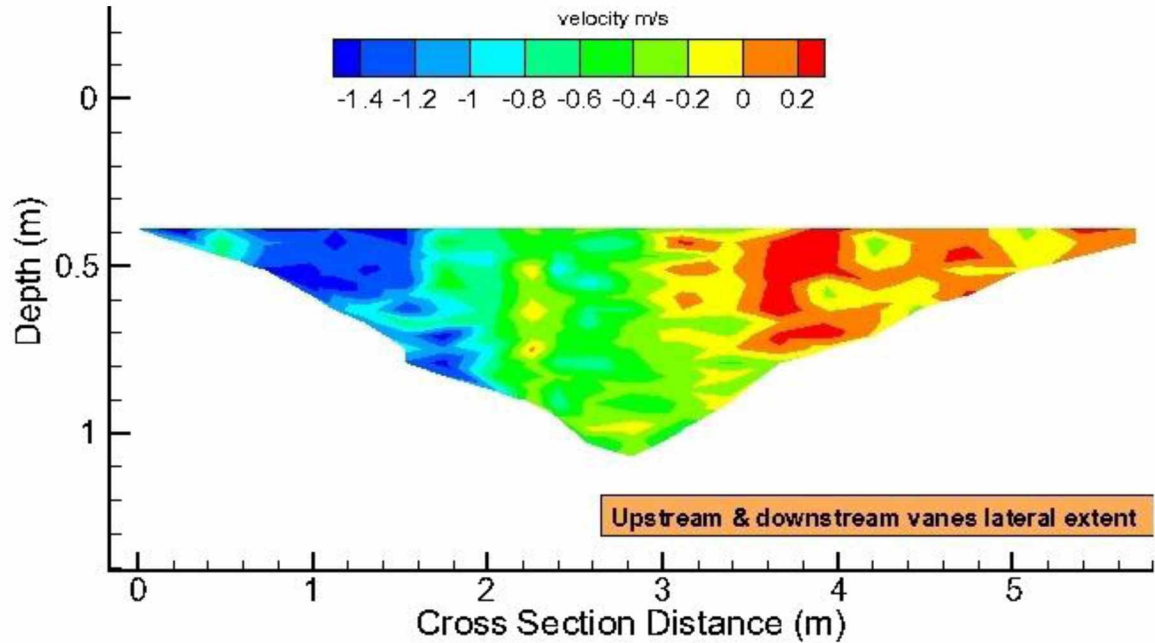 velocity m/s
-1.4 -1.2 -1 -0.8 -0.6 -0.4 -0.2 0 0.2
0
0.5
1
Depth (m)
Upstream & downstream vanes lateral extent
0 1 2 3 4 5
Cross Section Distance (m)